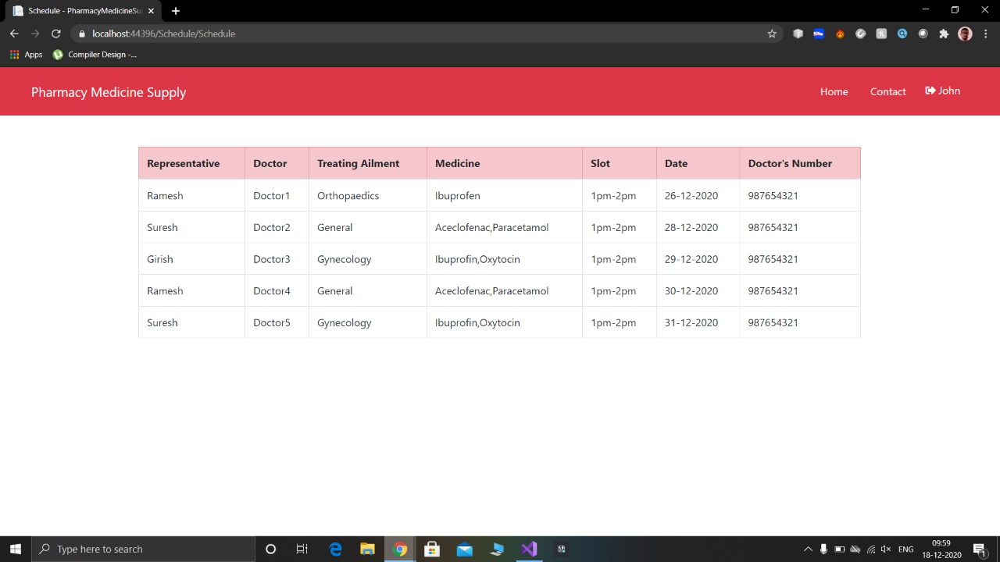 Schedule - PharmacyMedicineSu
localhost:44396/Schedule/Schedule
Apps Compiler Design -...
Pharmacy Medicine Supply Home Contact John
Representative Doctor Treating Ailment Medicine Slot Date Doctor's Number
Ramesh Doctor1 Orthopaedics Ibuprofen 1pm-2pm 26-12-2020 987654321
Suresh Doctor2 General Aceclofenac,Paracetamol 1pm-2pm 28-12-2020 987654321
Girish Doctor3 Gynecology Ibuprofin,Oxytocin 1pm-2pm 29-12-2020 987654321
Ramesh Doctor4 General Aceclofenac,Paracetamol 1pm-2pm 30-12-2020 987654321
Suresh Doctor5 Gynecology Ibuprofin,Oxytocin 1pm-2pm 31-12-2020 987654321
Type here to search ENG
09:59
18-12-2020
1